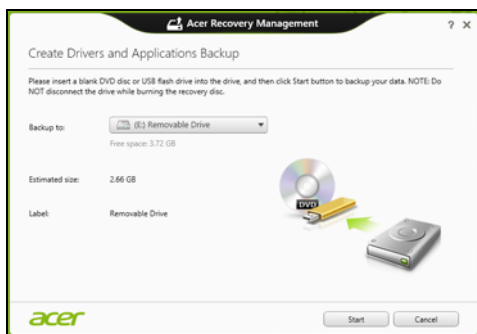 Acer Recovery Management
? ×
Create Drivers and Applications Backup
Please insert a blank DVD disc or USB flash drive into the drive, and then click Start button to backup your data. NOTE: Do
NOT disconnect the drive while burning the recovery disc.
Backup to: (E:) Removable Drive
Free space: 3.72 GB
Estimated size: 2.66 GB
DVD
Label: Removable Drive
acer Start Cancel